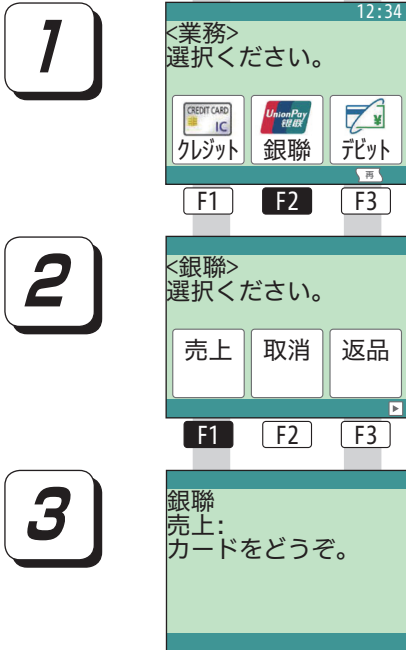 1
12:34
<業務>
選択ください。
CREDIT CARD
IC
UnionPay
银联
クレジット 銀聯 デビット
再
F1 F2 F3
2
<銀聯>
選択ください。
売上 取消 返品
F1 F2 F3
3
銀聯
売上:
カードをどうぞ。